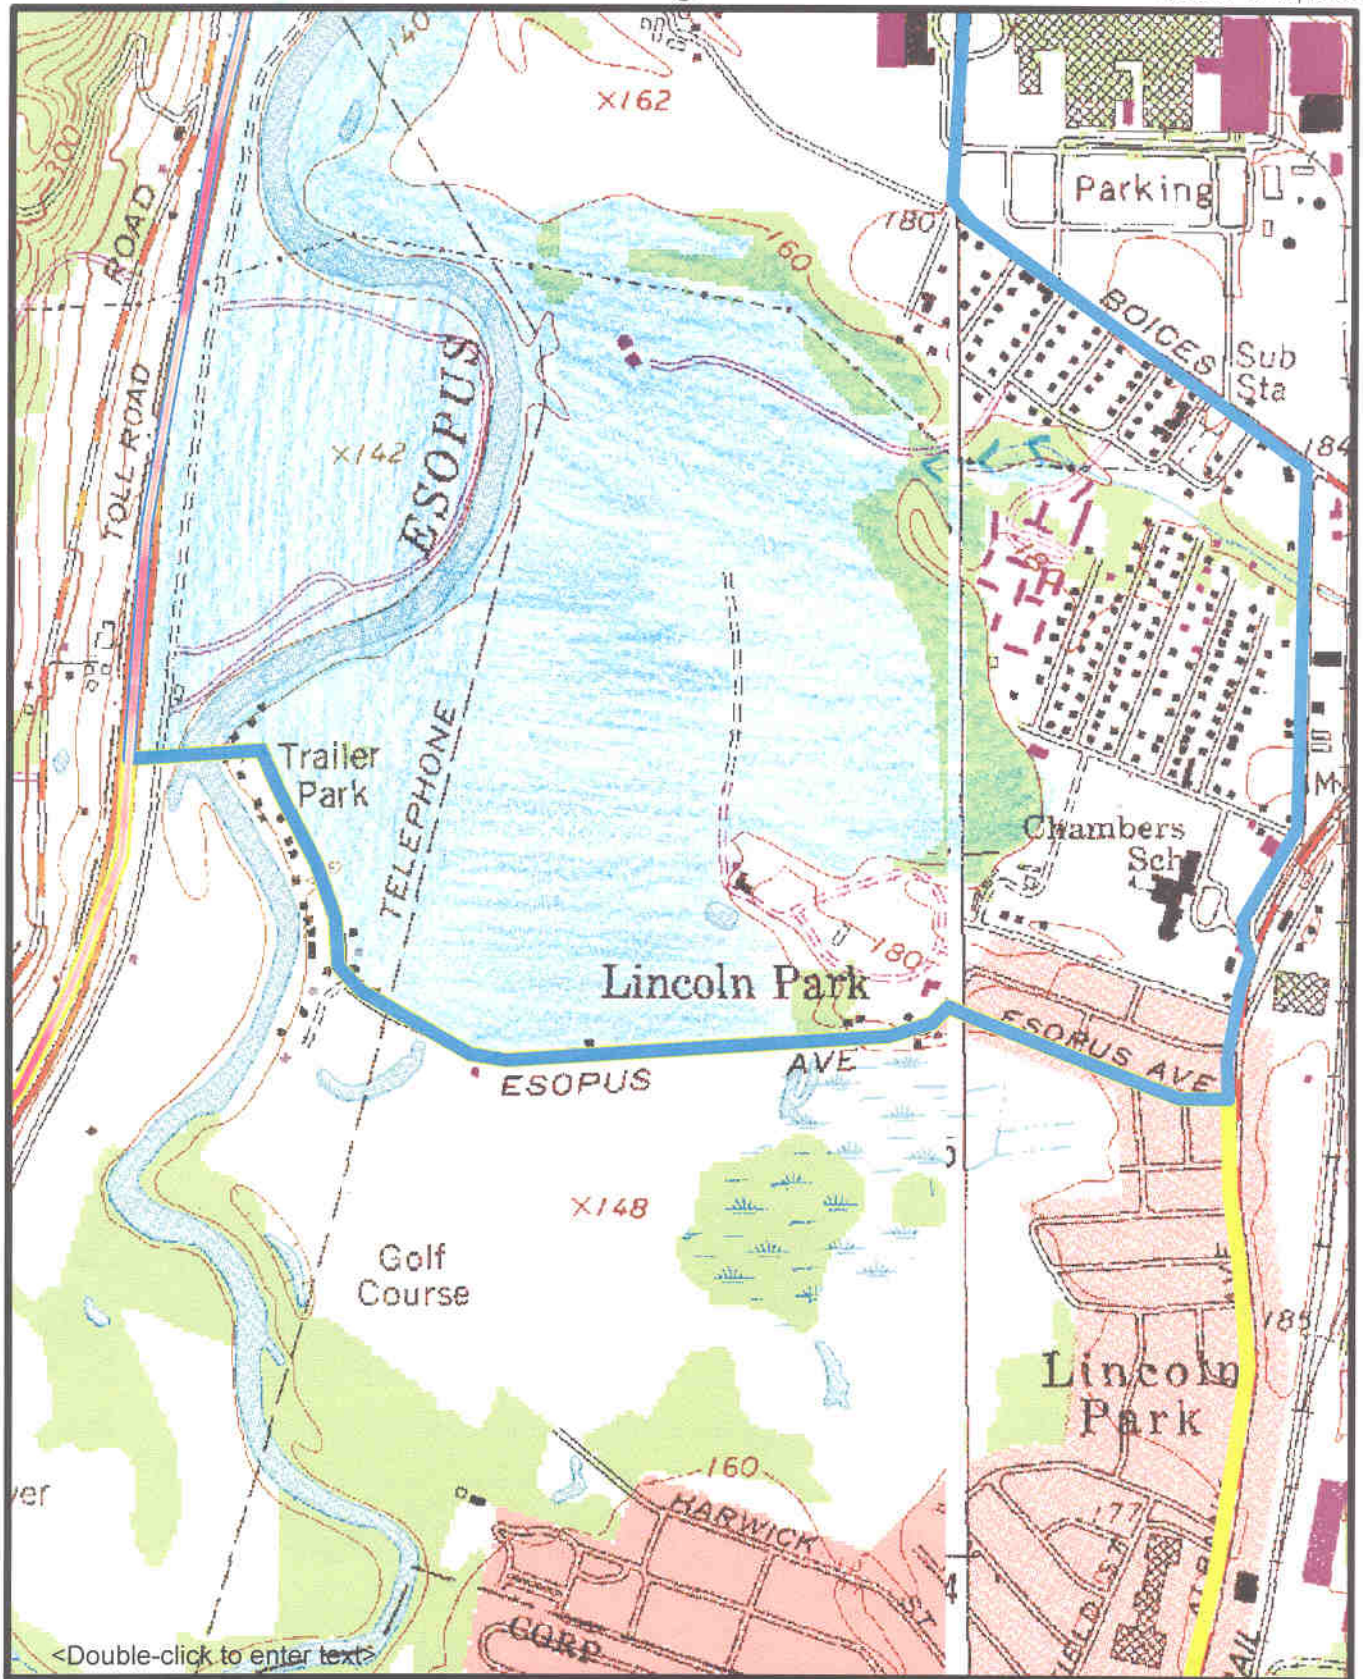 140
X162
300
ROAD
180
160
Parking
BOICES
Sub
Sta
184
TOLL ROAD
X142
ESOPUS
Trailer
Park
TELEPHONE
M
Chambers
Sch
180
Lincoln Park
ESOPUS
AVE
ESOPUS AVE
X148
Golf
Course
185
Lincoln
Park
160
HARWICK
ST
177
CORP
4
<Double-click to enter text>